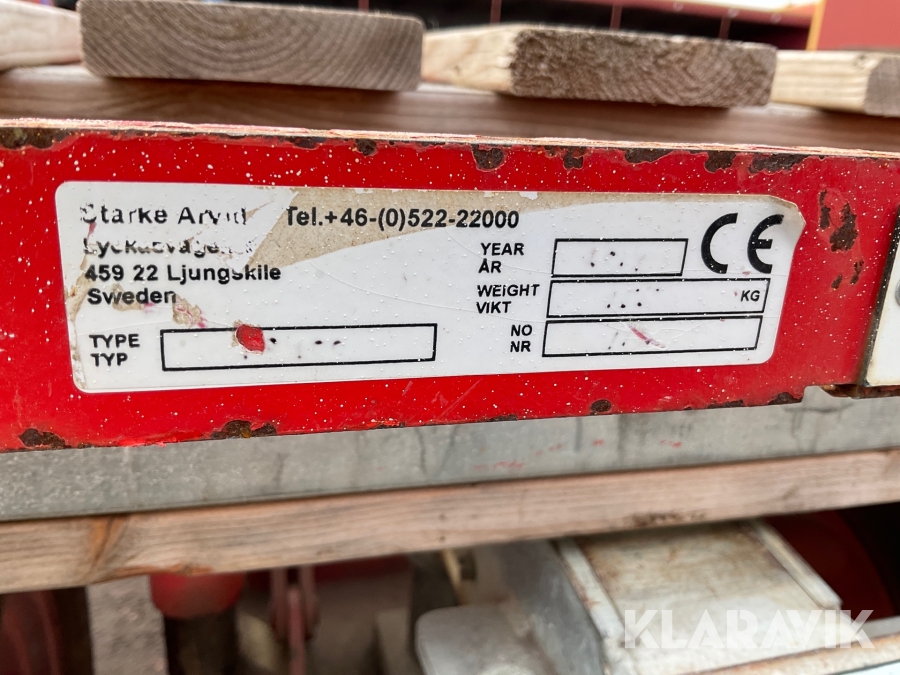 Starke Arvid Tel.+46-(0)522-22000
459 22 Ljungskile
Sweden
TYPE
TYP
YEAR
ÅR
WEIGHT
VIKT
KG
NO
NR
CE
KLARAVIK